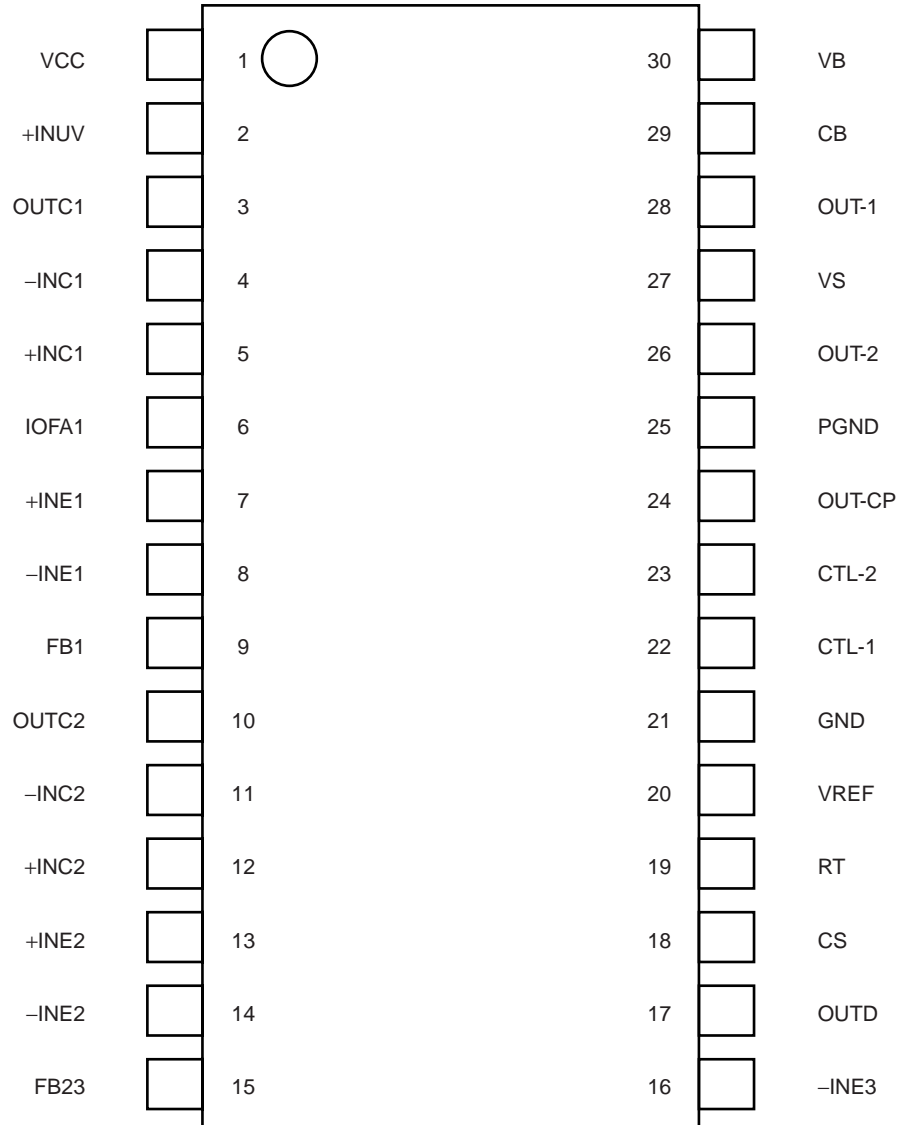 VCC 1 30 VB
+INUV 2 29 CB
OUTC1 3 28 OUT-1
−INC1 4 27 VS
+INC1 5 26 OUT-2
IOFA1 6 25 PGND
+INE1 7 24 OUT-CP
−INE1 8 23 CTL-2
FB1 9 22 CTL-1
OUTC2 10 21 GND
−INC2 11 20 VREF
+INC2 12 19 RT
+INE2 13 18 CS
−INE2 14 17 OUTD
FB23 15 16 −INE3